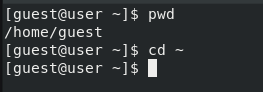 [guest@user ~]$ pwd
/home/guest
[guest@user ~]$ cd ~
[guest@user ~]$